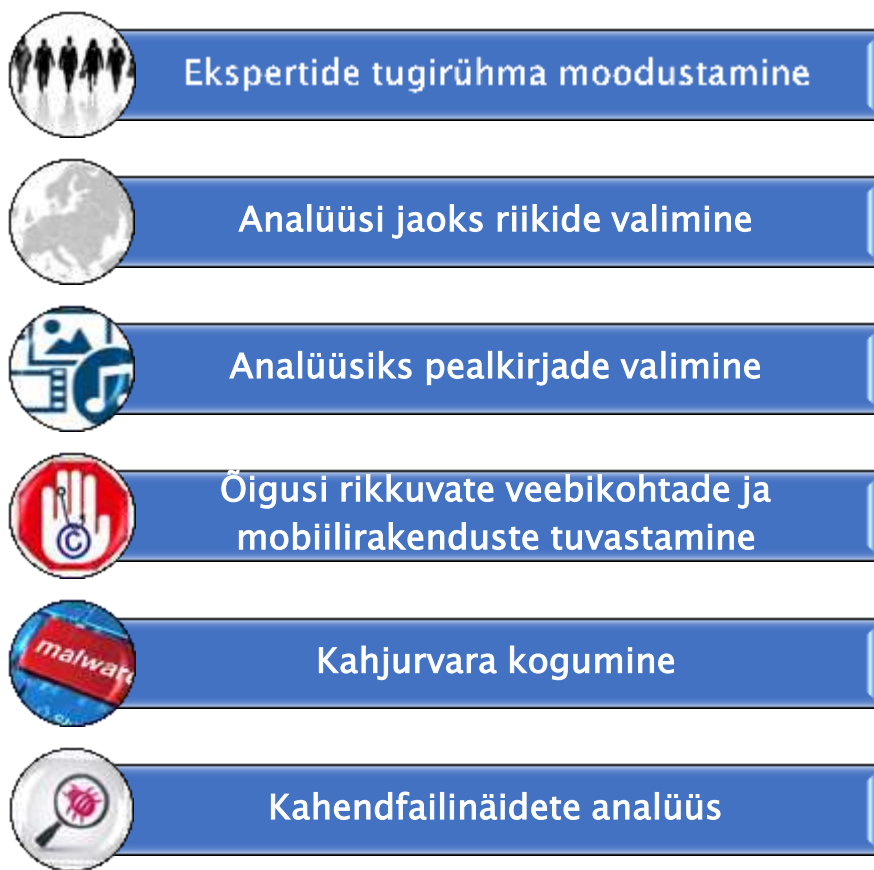 Ekspertide tugirühma moodustamine
Analüüsi jaoks riikide valimine
Analüüsiks pealkirjade valimine
Õigusi rikkuvate veebikohtade ja
mobiilirakenduste tuvastamine
©
malware
Kahjurvara kogumine
Kahendfailinäidete analüüs